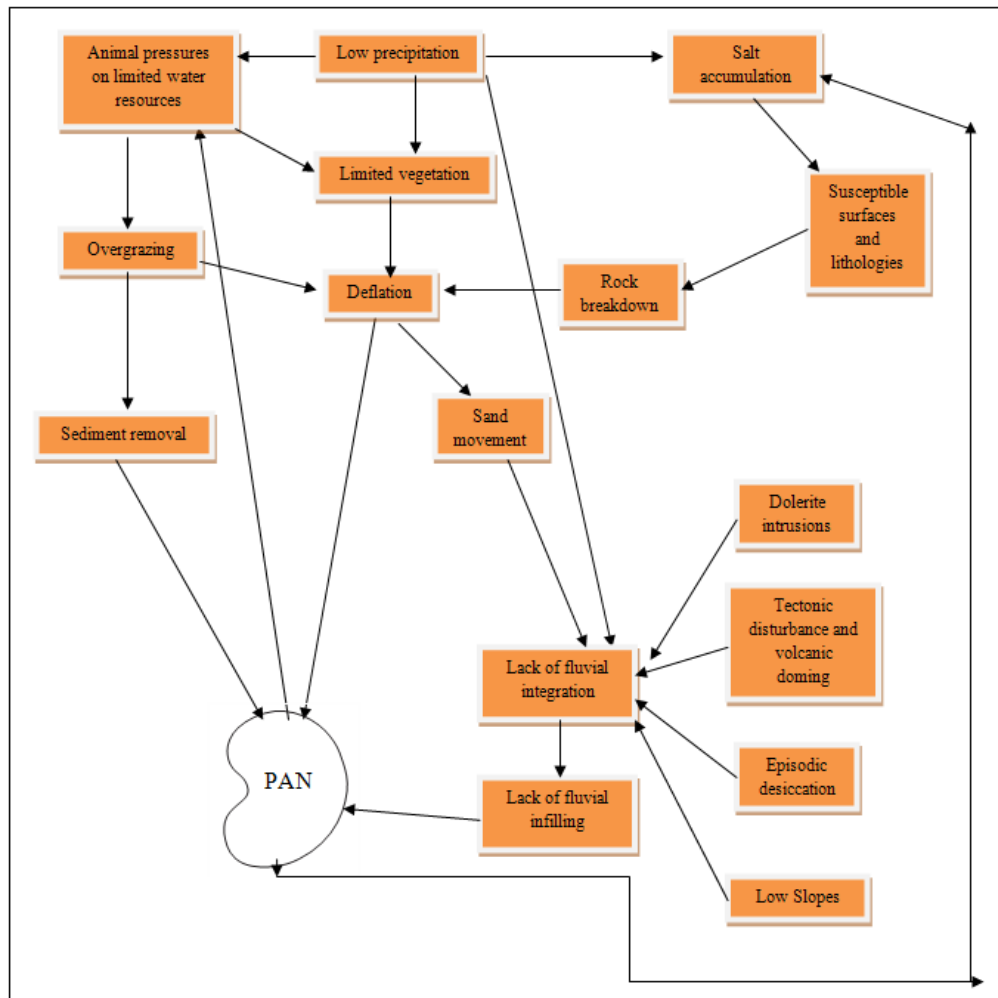 Animal pressures
on limited water
resources
Low precipitation
Salt
accumulation
Limited vegetation
Susceptible
surfaces
and
lithologies
Overgrazing
Deflation
Rock
breakdown
Sediment removal
Sand
movement
Dolerite
intrusions
Tectonic
disturbance and
volcanic
doming
Lack of fluvial
integration
PAN
Episodic
desiccation
Lack of fluvial
infilling
Low Slopes